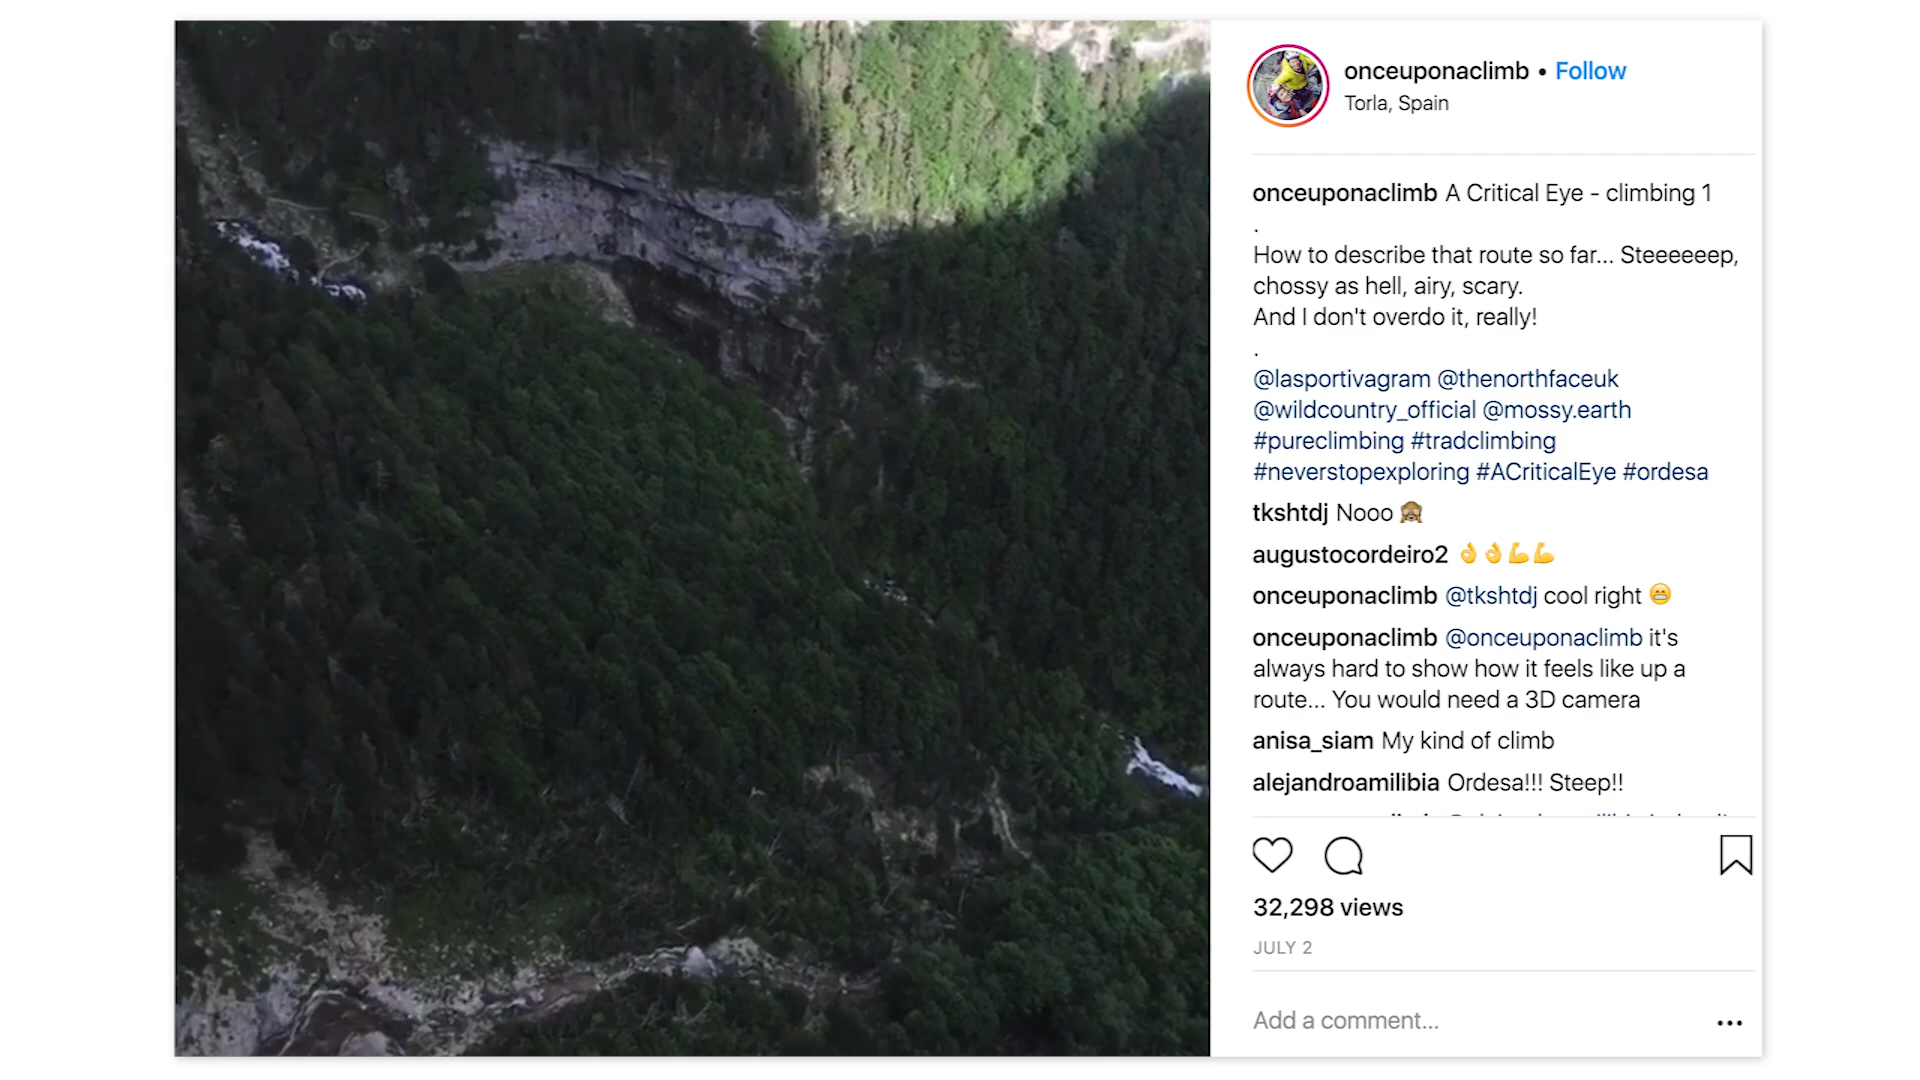 onceuponaclimb • Follow
Torla, Spain
onceuponaclimb A Critical Eye - climbing 1
.
How to describe that route so far... Steeeeeep,
chossy as hell, airy, scary.
And I don't overdo it, really!
.
@lasportivagram @thenorthfaceuk
@wildcountry_official @mossy.earth
#pureclimbing #tradclimbing
#neverstopexploring #ACriticalEye #ordesa
tkshtdj Nooo 🙈
augustocordeiro2 👌👌💪💪
onceuponaclimb @tkshtdj cool right 😁
onceuponaclimb @onceuponaclimb it's
always hard to show how it feels like up a
route... You would need a 3D camera
anisa_siam My kind of climb
alejandroamilibia Ordesa!!! Steep!!
32,298 views
JULY 2
Add a comment...